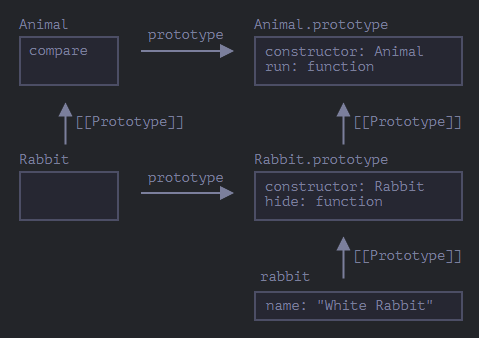 Animal
compare
prototype
Animal.prototype
constructor: Animal
run: function
[[Prototype]]
[[Prototype]]
Rabbit
prototype
Rabbit.prototype
constructor: Rabbit
hide: function
[[Prototype]]
rabbit
name: "White Rabbit"